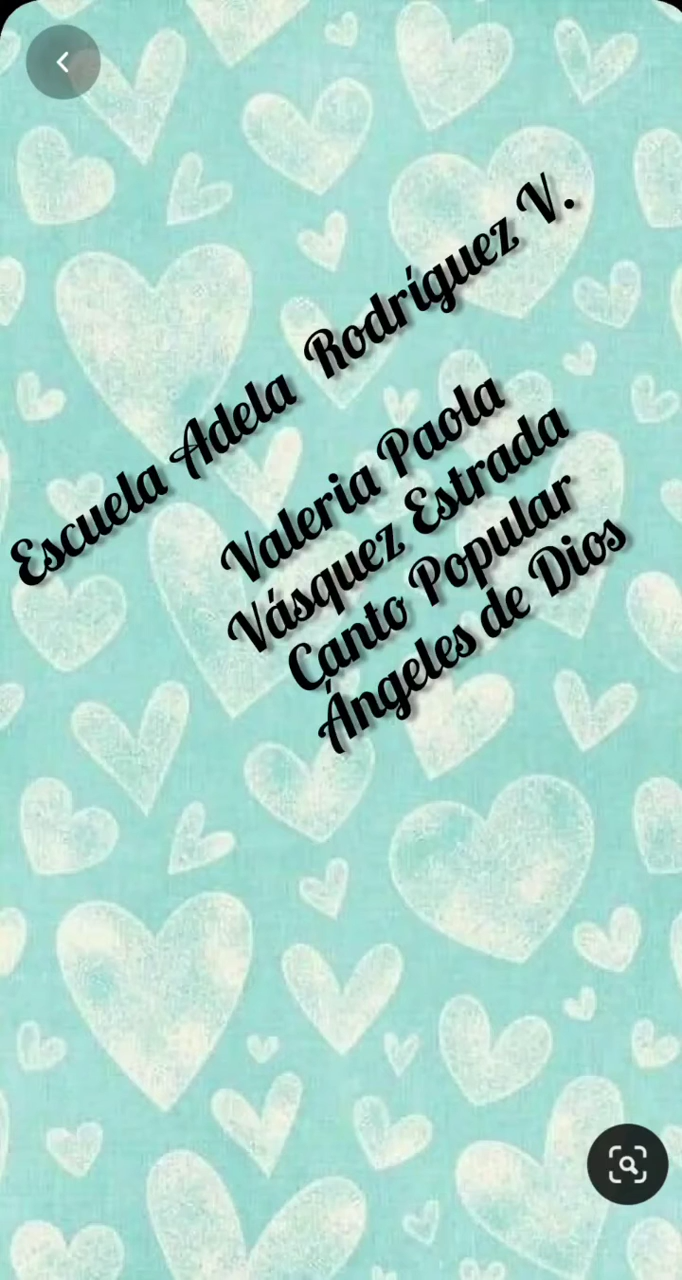 Escuela Adela Rodríguez V.
Valeria Paola
Vásquez Estrada
Canto Popular
Ángeles de Dios